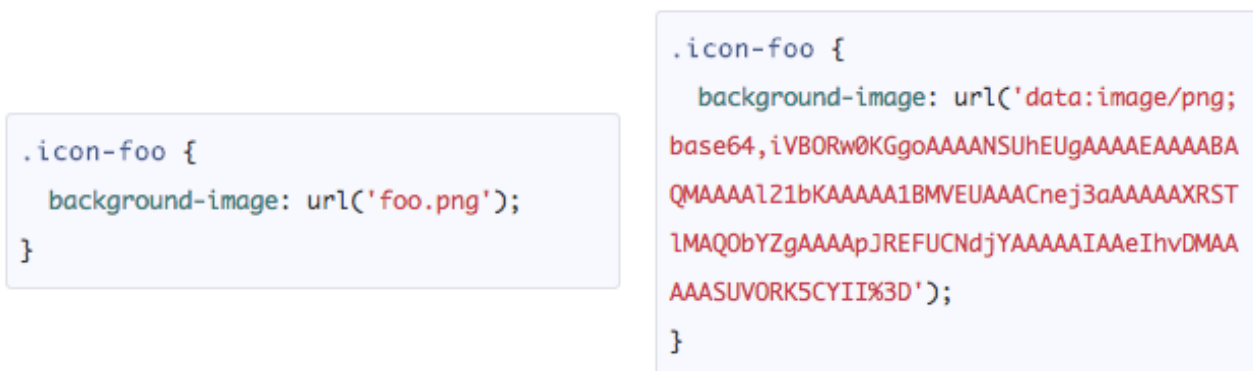 .icon-foo {
background-image: url('foo.png');
}
.icon-foo {
background-image: url('data:image/png;
base64,iVBORw0KGgoAAAANSUhEUgAAAAEAAAABA
QMAAAAl21bKAAAAA1BMVEUAAACnej3aAAAAAXRST
lMAQObYZgAAAApJREFUCNdjYAAAAAIAAeIhvDMAA
AAASUVORK5CYII%3D');
}